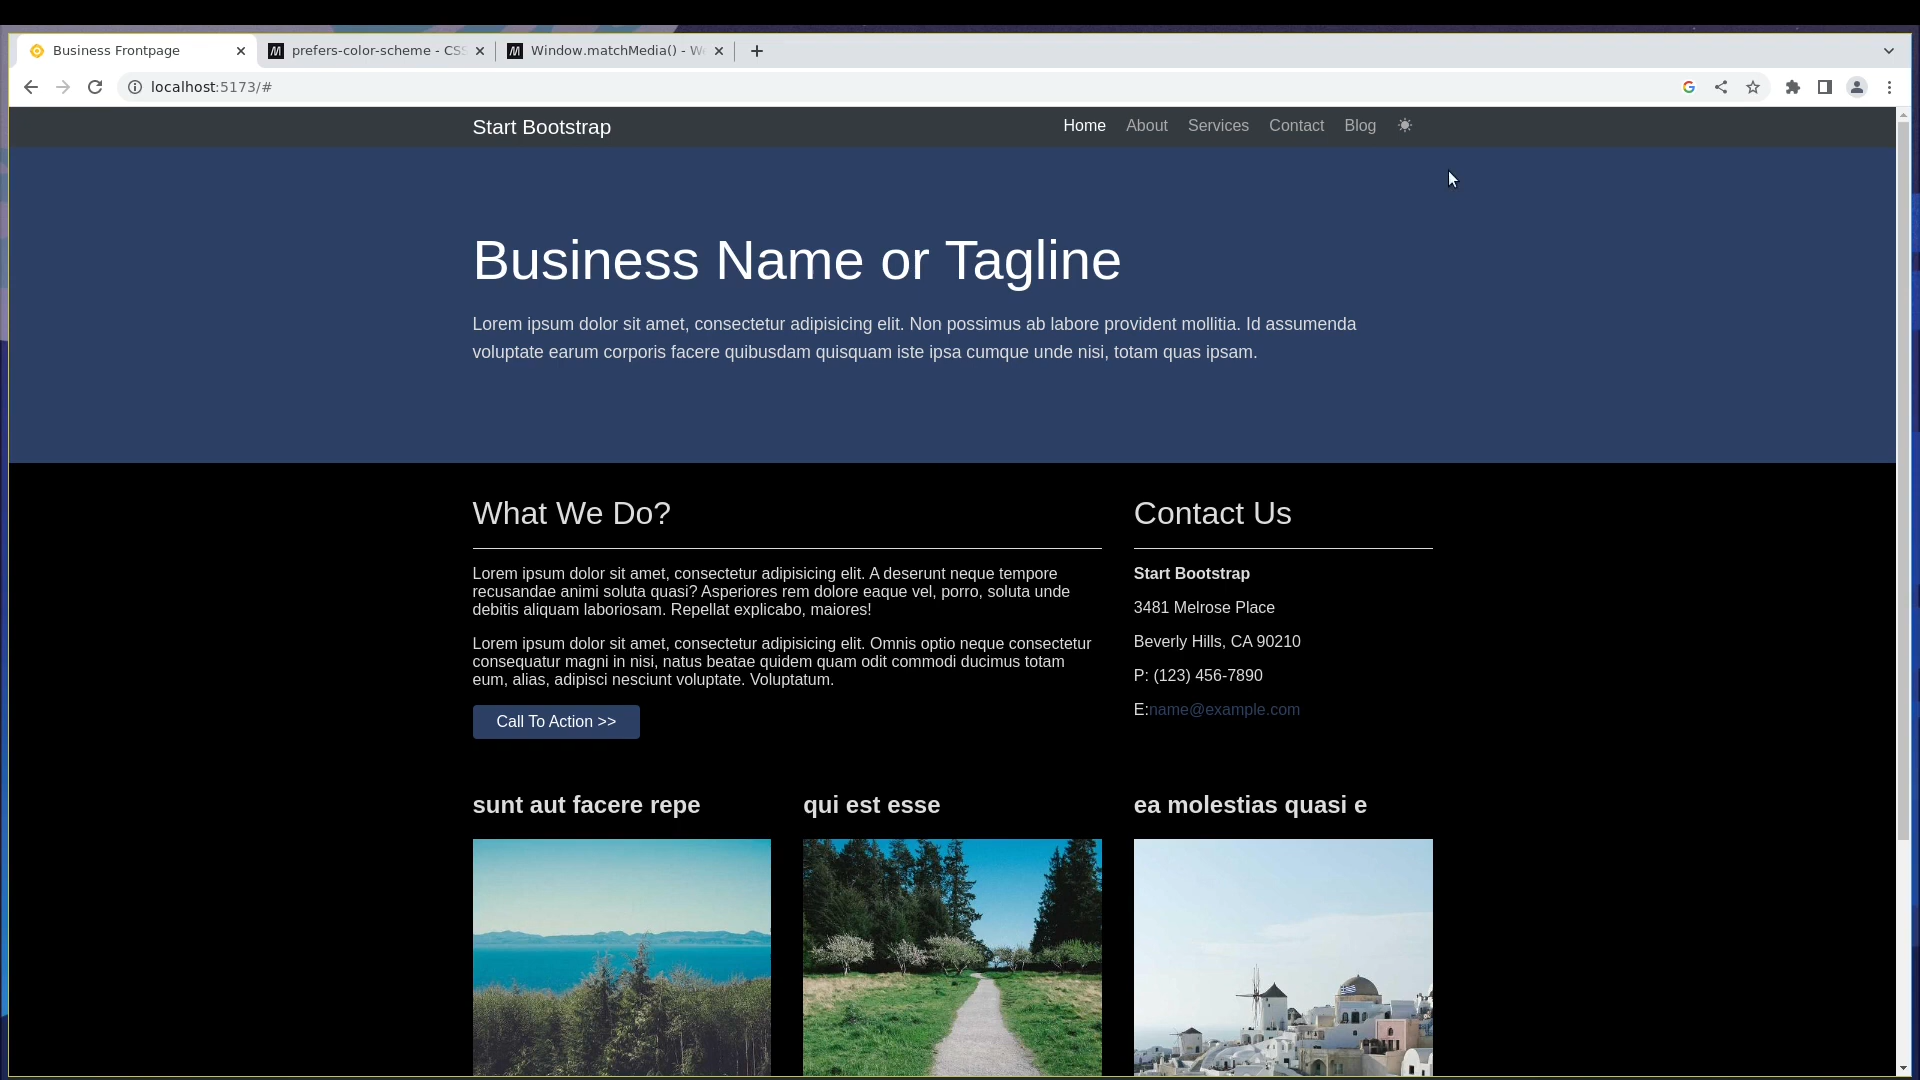 Business Frontpage
prefers-color-scheme - CSS
Window.matchMedia() - We
localhost:5173/#
Start Bootstrap
Home
About
Services
Contact
Blog
Business Name or Tagline
Lorem ipsum dolor sit amet, consectetur adipisicing elit. Non possimus ab labore provident mollitia. Id assumenda
voluptate earum corporis facere quibusdam quisquam iste ipsa cumque unde nisi, totam quas ipsam.
What We Do?
Lorem ipsum dolor sit amet, consectetur adipisicing elit. A deserunt neque tempore
recusandae animi soluta quasi? Asperiores rem dolore eaque vel, porro, soluta unde
debitis aliquam laboriosam. Repellat explicabo, maiores!
Lorem ipsum dolor sit amet, consectetur adipisicing elit. Omnis optio neque consectetur
consequatur magni in nisi, natus beatae quidem quam odit commodi ducimus totam
eum, alias, adipisci nesciunt voluptate. Voluptatum.
Call To Action >>
Contact Us
Start Bootstrap
3481 Melrose Place
Beverly Hills, CA 90210
P: (123) 456-7890
E:name@example.com
sunt aut facere repe
qui est esse
ea molestias quasi e